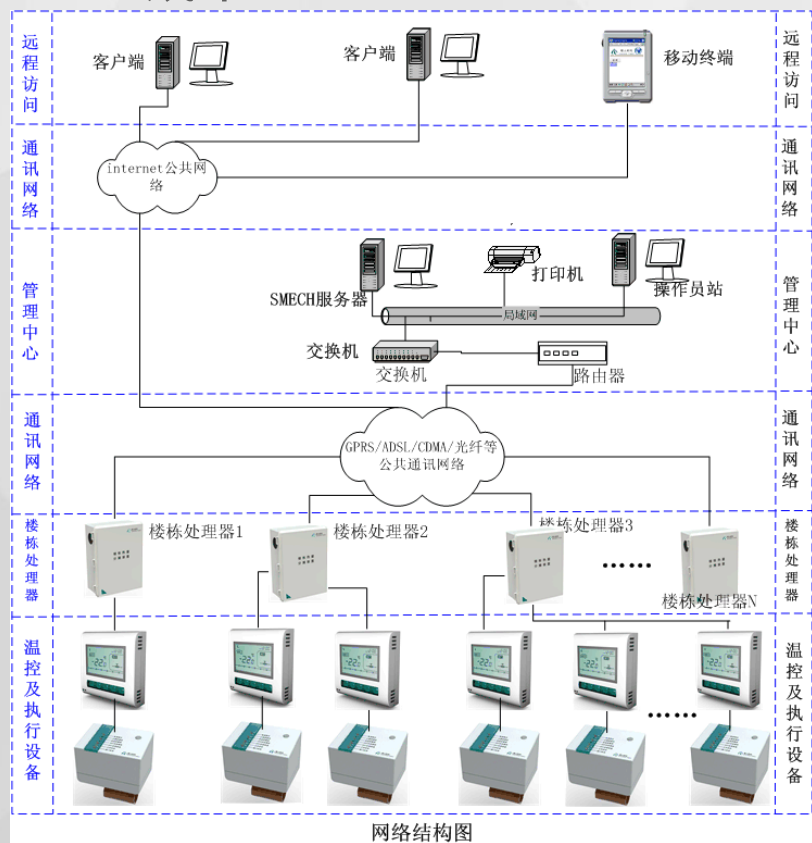 远程访问
客户端
客户端
移动终端
远程访问
通讯网络
internet公共网
络
通讯网络
管理中心
SMECH服务器
打印机
操作员站
局域网
交换机
交换机
路由器
管理中心
通讯网络
GPRS/ADSL/CDMA/光纤等
公共通讯网络
通讯网络
楼栋处理器
楼栋处理器1
楼栋处理器2
楼栋处理器3
……
楼栋处理器N
楼栋处理器
温控及执行设备
……
温控及执行设备
网络结构图